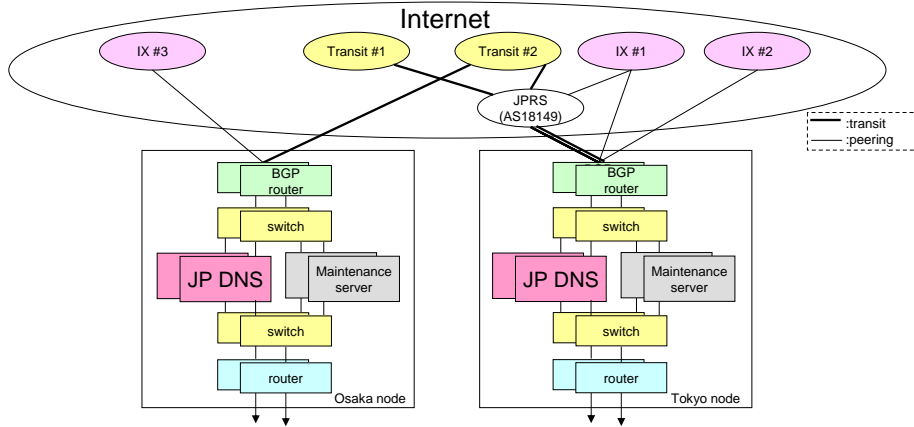 Internet
IX #3
Transit #1
Transit #2
IX #1
IX #2
JPRS
(AS18149)
:transit
:peering
BGP
router
switch
JP DNS
Maintenance
server
switch
router
Osaka node
BGP
router
switch
JP DNS
Maintenance
server
switch
router
Tokyo node